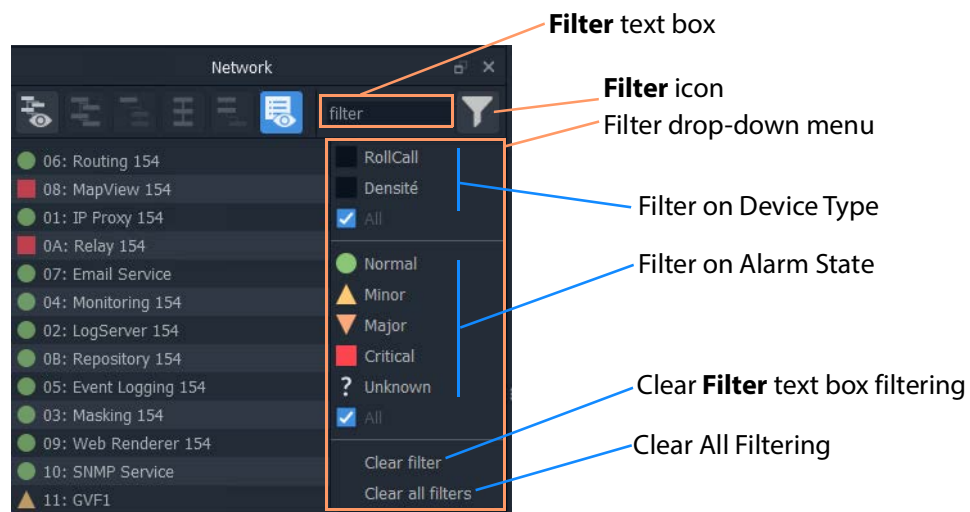 Filter text box
Network
Filter icon
filter
Filter drop-down menu
06: Routing 154
08: MapView 154
01: IP Proxy 154
0A: Relay 154
07: Email Service
04: Monitoring 154
02: LogServer 154
0B: Repository 154
05: Event Logging 154
03: Masking 154
09: Web Renderer 154
10: SNMP Service
11: GVF1
RollCall
Densité
All
Normal
Minor
Major
Critical
? Unknown
All
Clear filter
Clear all filters
Filter on Device Type
Filter on Alarm State
Clear Filter text box filtering
Clear All Filtering